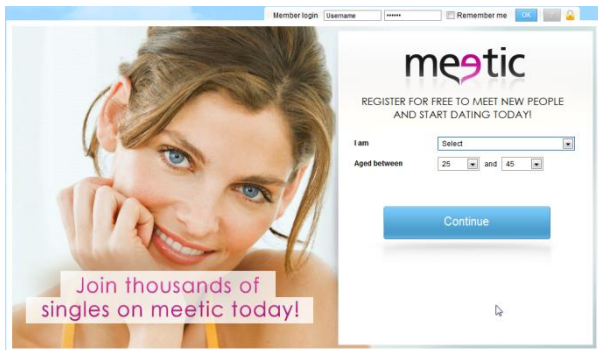 Member login Username •••••• Remember me OK
meetic
REGISTER FOR FREE TO MEET NEW PEOPLE
AND START DATING TODAY!
I am Select
Aged between 25 and 45
Continue
Join thousands of
singles on meetic today!